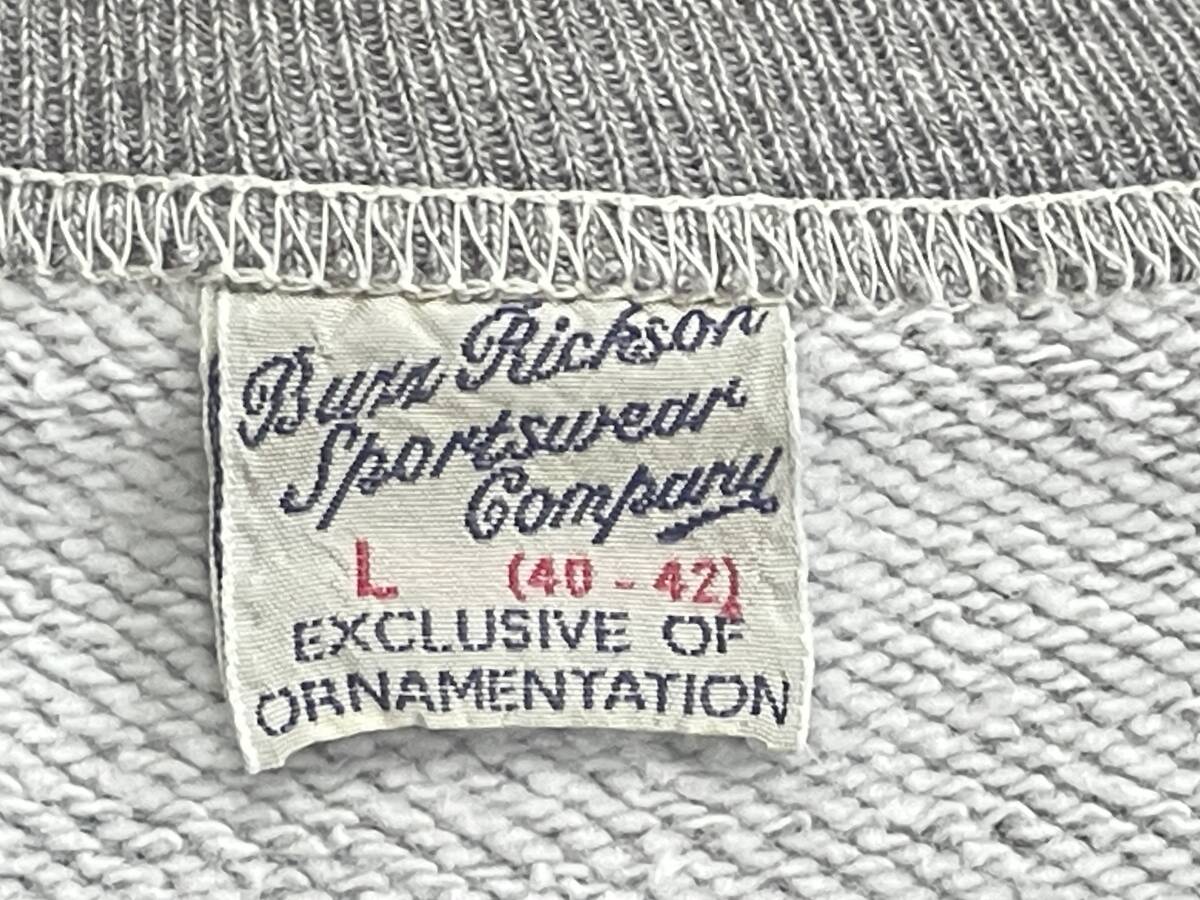 Buzz Rickson
Sportswear
Company
L (40 - 42)
EXCLUSIVE OF
ORNAMENTATION